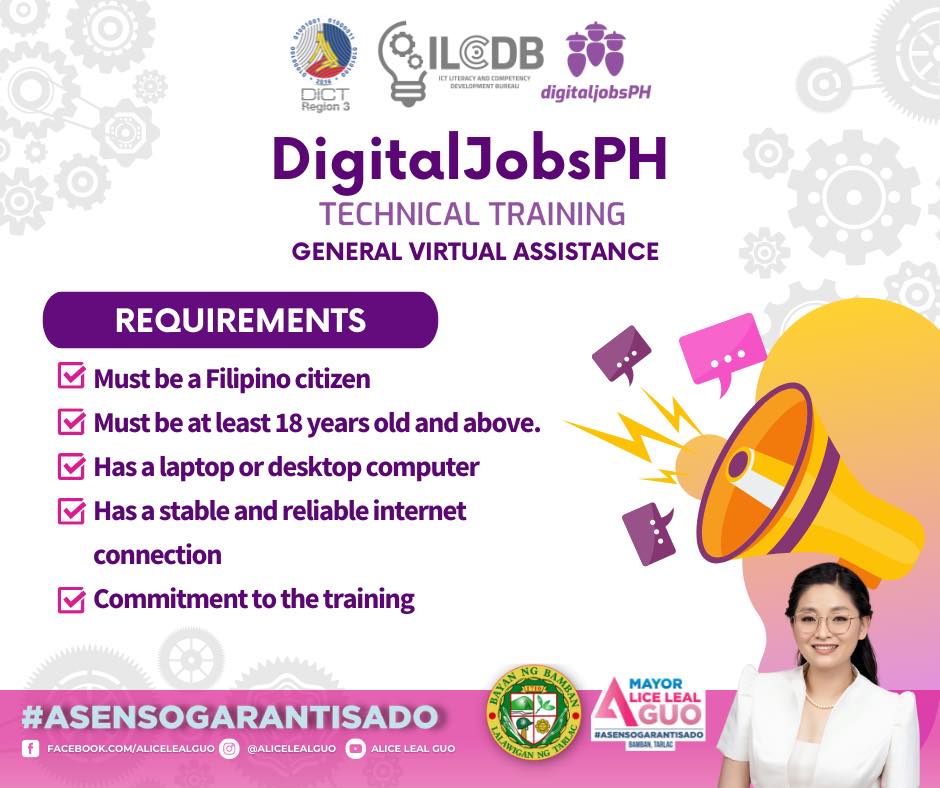 DICT
Region 3
2016
ILCDB
ICT LITERACY AND COMPETENCY
DEVELOPMENT BUREAU
digitaljobsPH
DigitalJobsPH
TECHNICAL TRAINING
GENERAL VIRTUAL ASSISTANCE
REQUIREMENTS
Must be a Filipino citizen
Must be at least 18 years old and above.
Has a laptop or desktop computer
Has a stable and reliable internet
connection
Commitment to the training
#ASENSOGARANTISADO
FACEBOOK.COM/ALICELEALGUO @ALICELEALGUO ALICE LEAL GUO
BAYAN NG BAMBAN
LALAWIGAN NG TARLAC
MAYOR
ALICE LEAL
GUO
#ASENSOGARANTISADO
BAMBAN, TARLAC